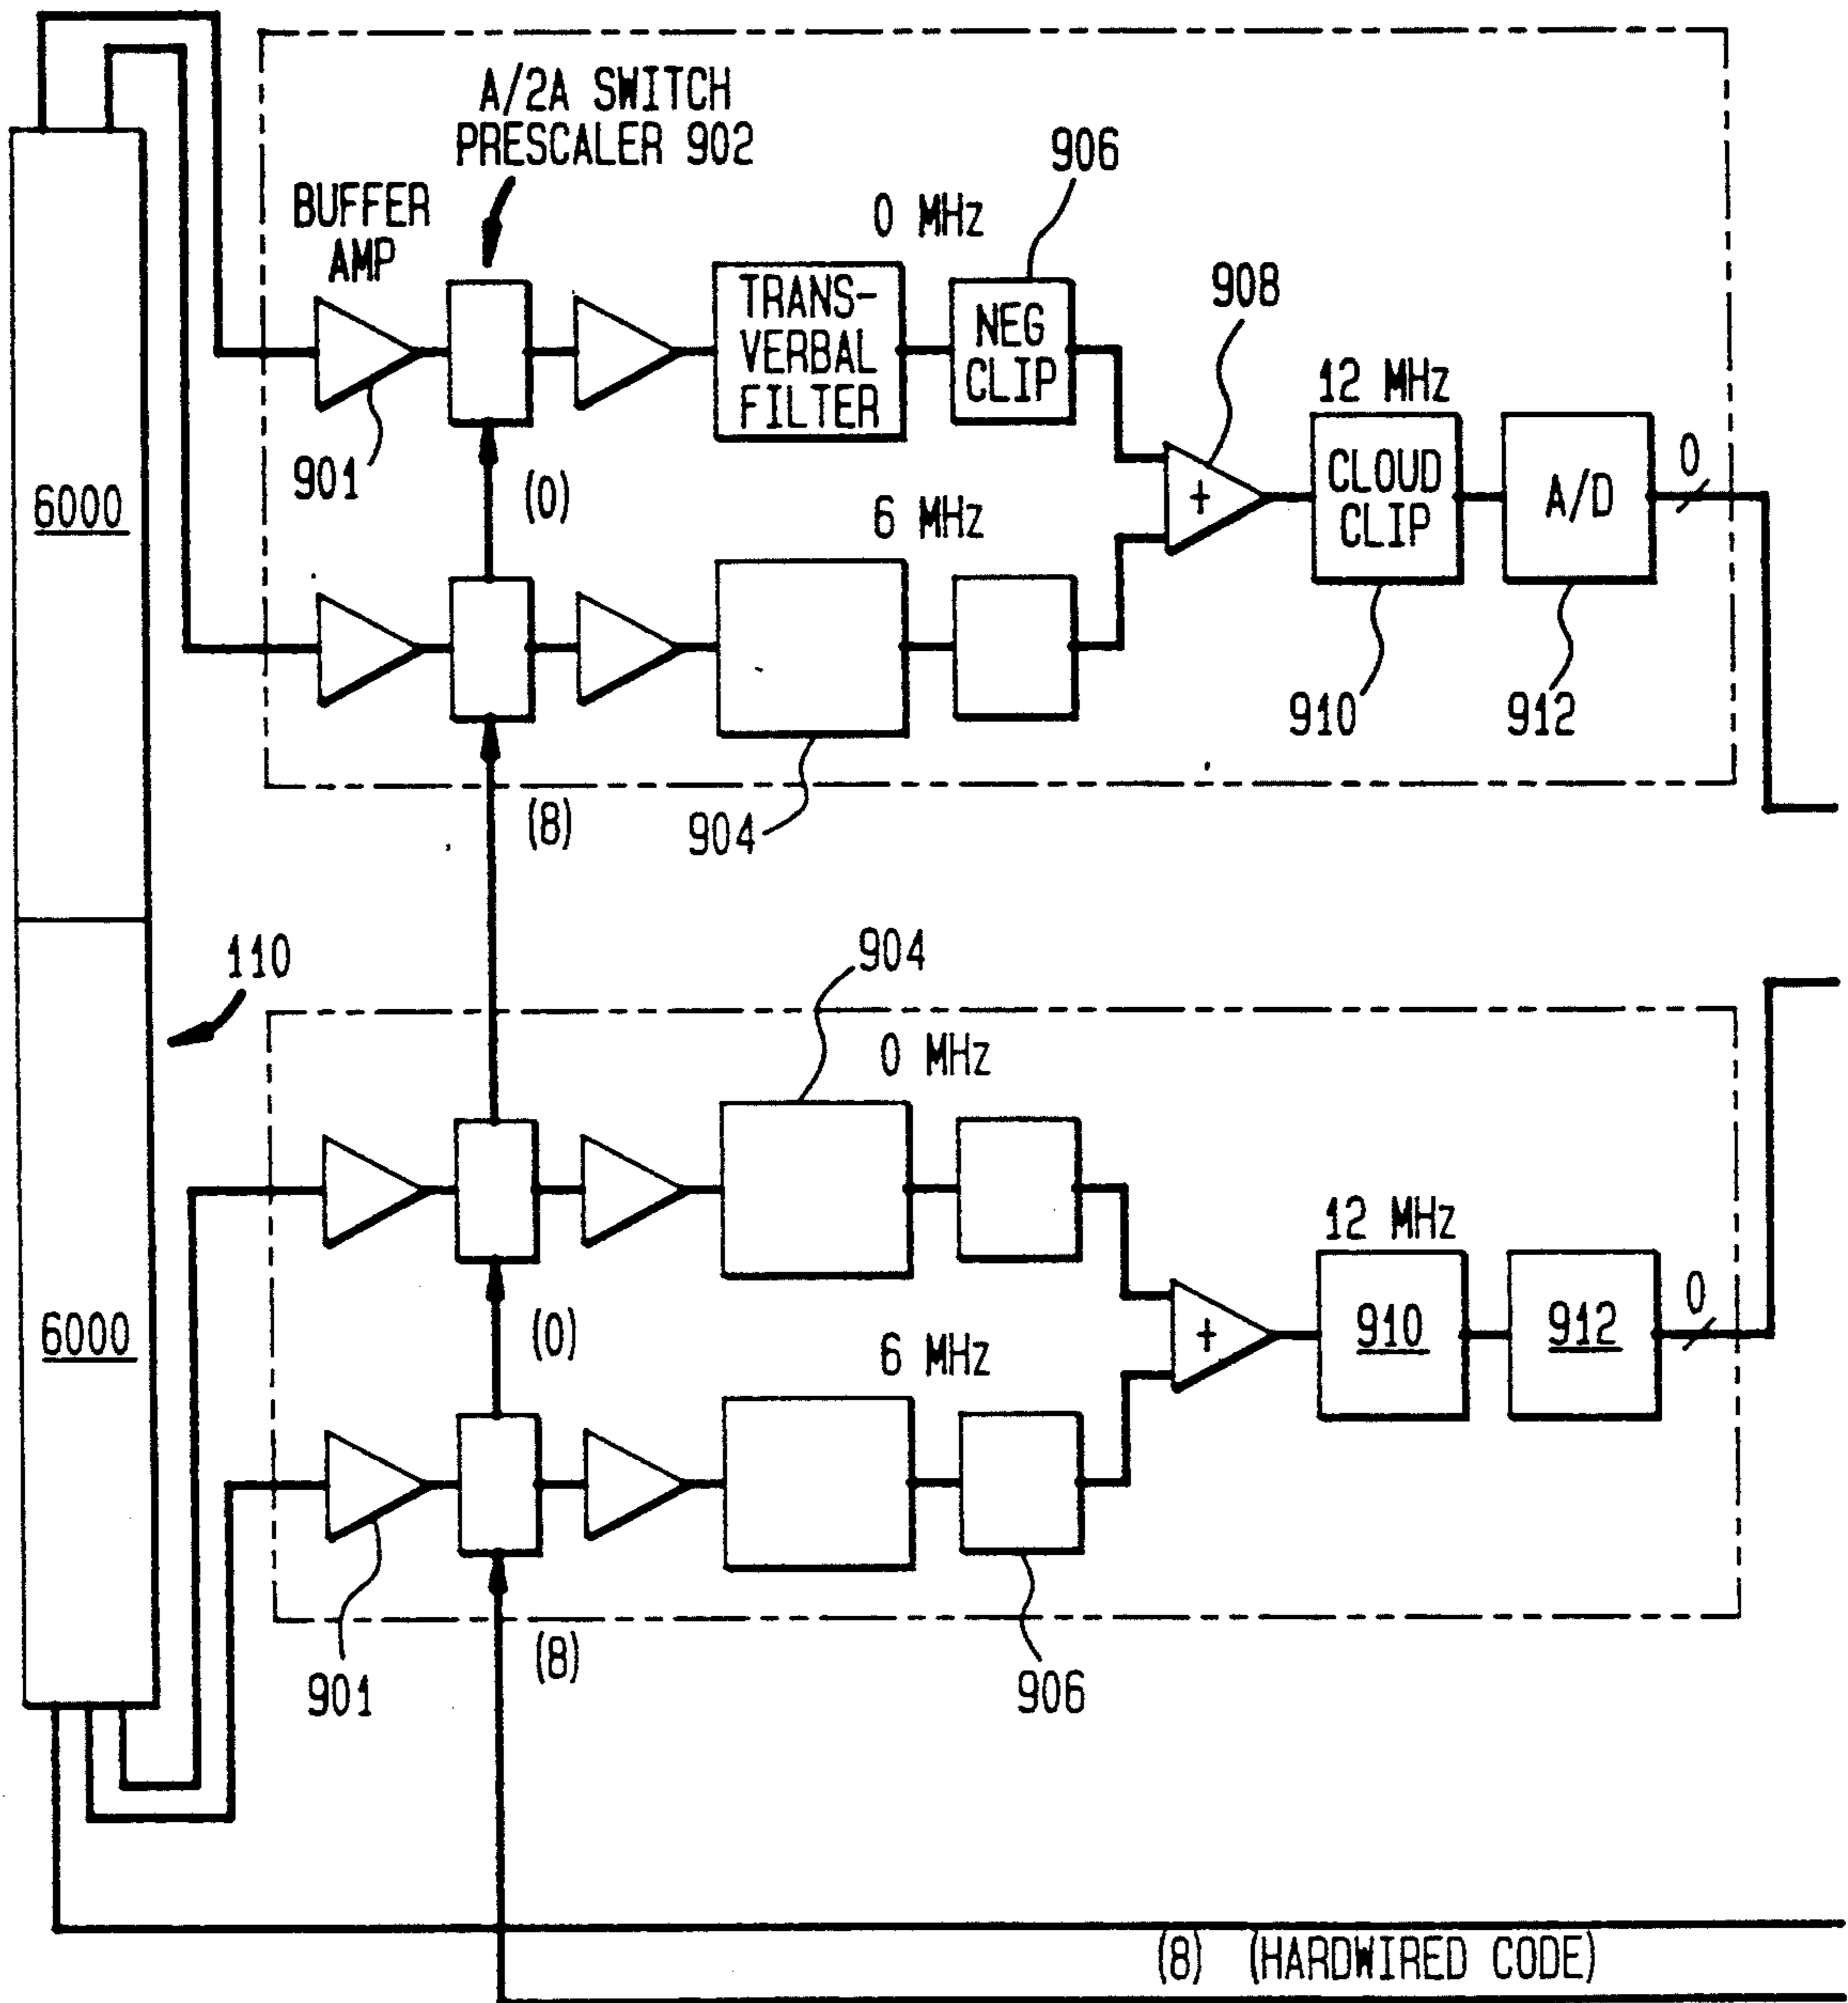 A/2A SWITCH
PRESCALER 902
906
BUFFER
AMP
0 MHz
908
TRANS-
VERBAL
FILTER
NEG
CLIP
12 MHz
901
(0)
6000
6 MHz
+
CLOUD
CLIP
A/D
0
910
912
(8)
904
110
904
0 MHz
12 MHz
6000
(0)
6 MHz
+
910
912
0
901
(8)
906
(8) (HARDWIRED CODE)